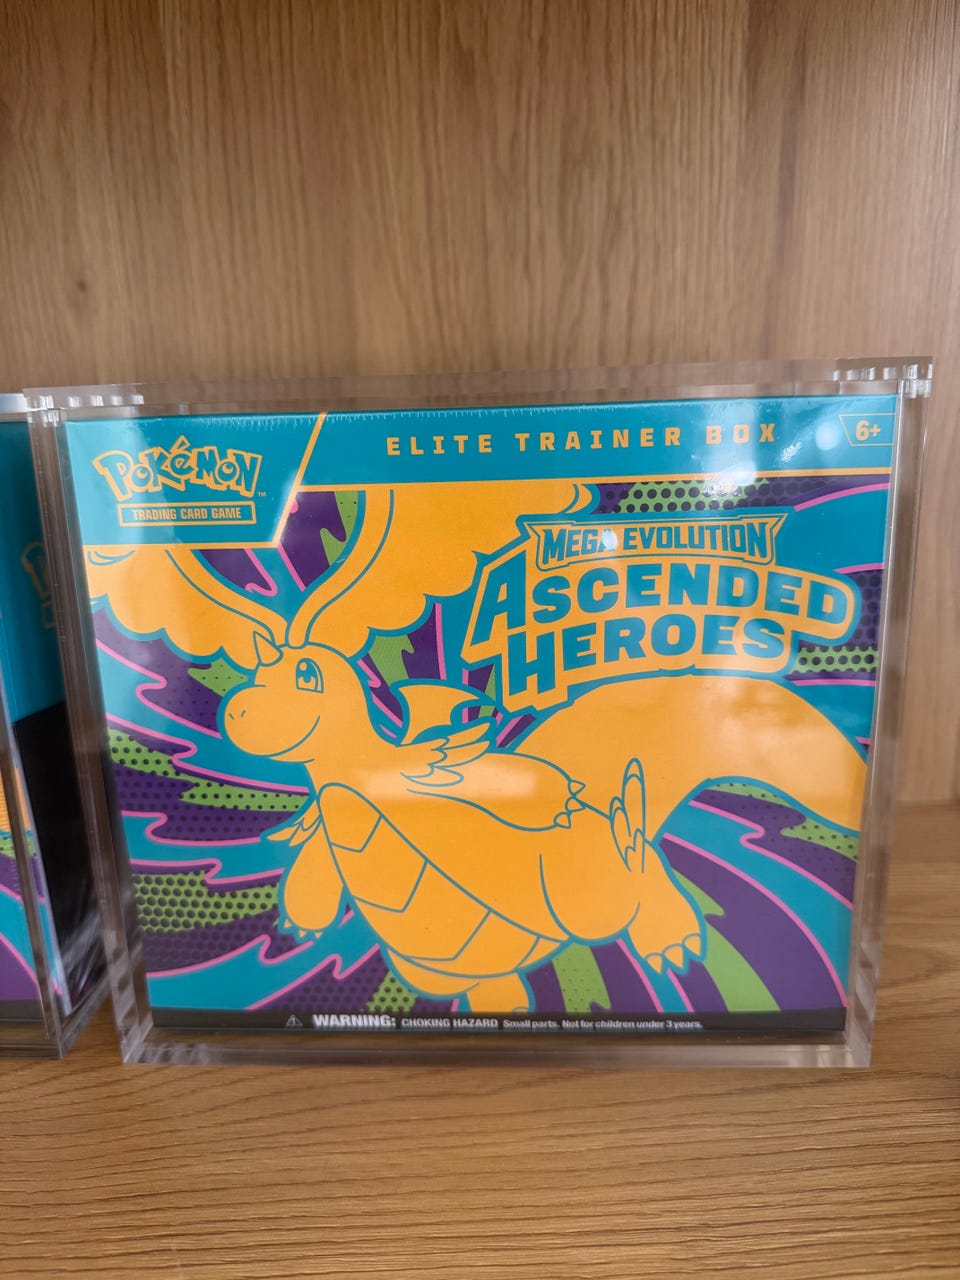 ELITE TRAINER BOX
6+
POKéMON™
TRADING CARD GAME
MEGA EVOLUTION
ASCENDED
HEROES
WARNING: CHOKING HAZARD Small parts. Not for children under 3 years.